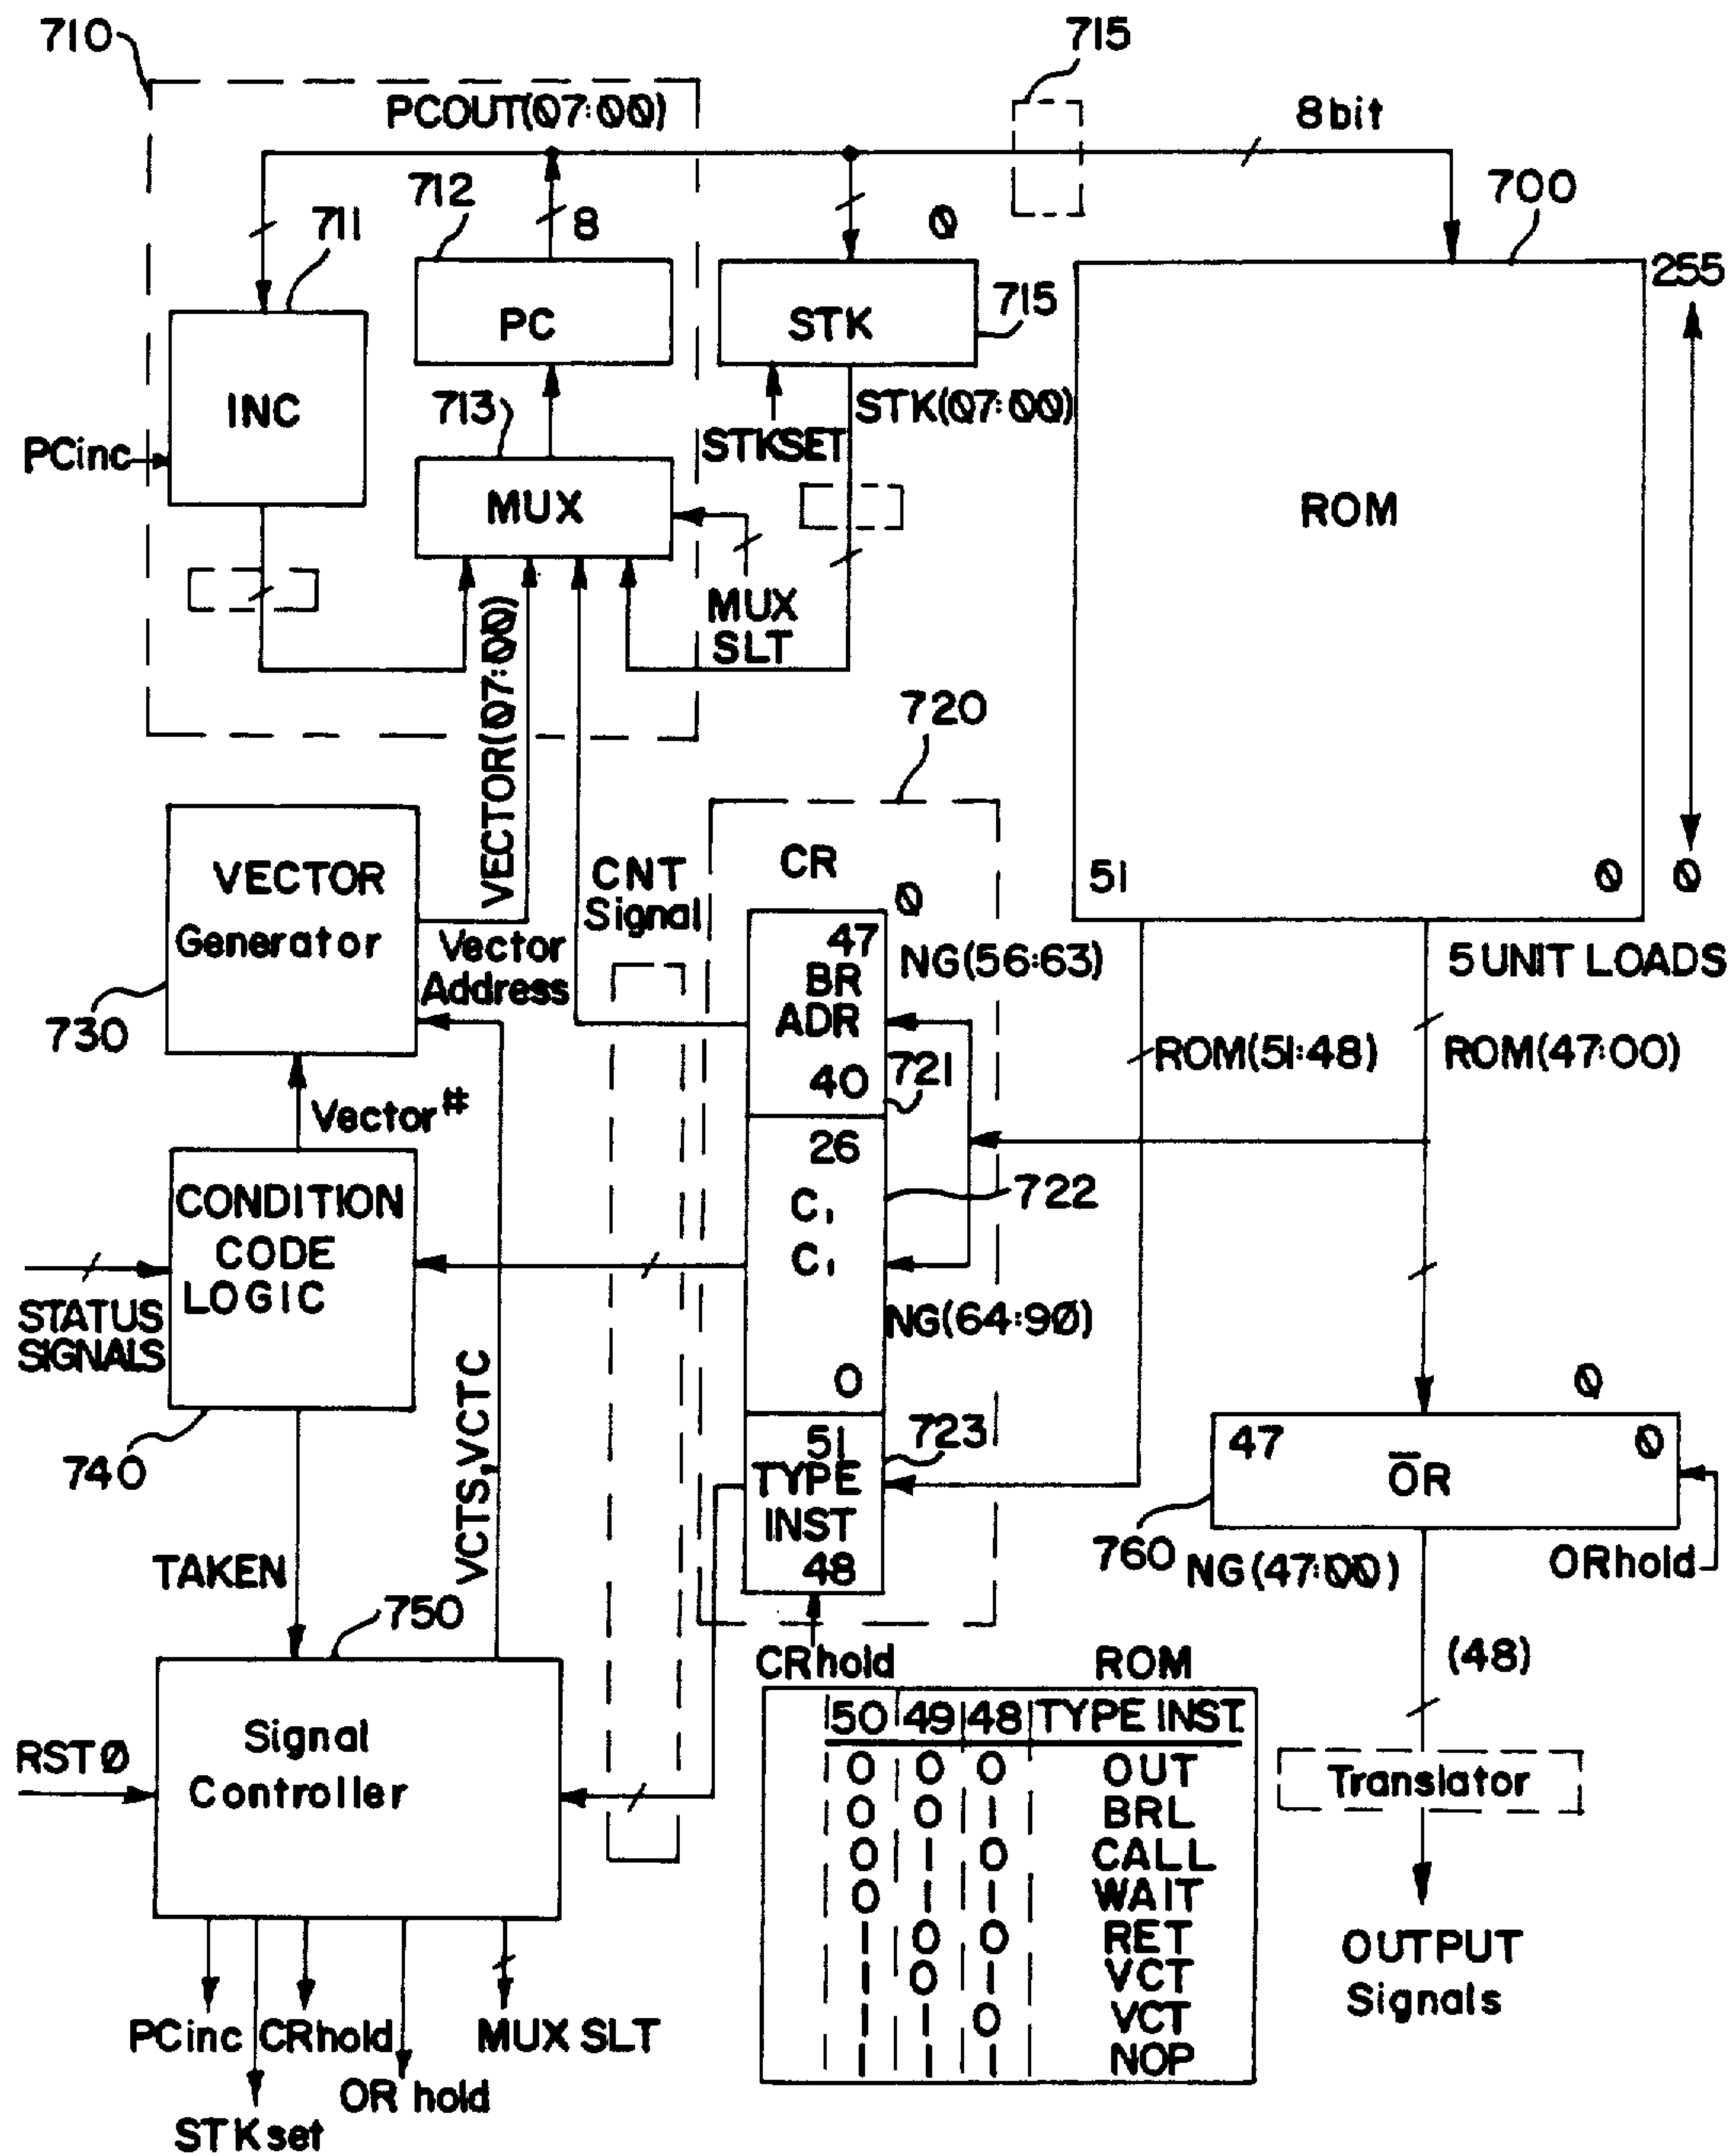 710
715
PCOUT(07:00)
8bit
712
700
8
0
711
255
PC
STK
715
INC
713
STK(07:00)
PCinc
STKSET
MUX
ROM
MUX
SLT
VECTOR(07:00)
720
CR
0
51
0
0
VECTOR
Generator
CNT
Signal
Vector
Address
47
BR
ADR
40
NG(56:63)
5 UNIT LOADS
730
721
ROM(51:48)
ROM(47:00)
Vector#
26
C1
C1
0
722
CONDITION
CODE
LOGIC
STATUS
SIGNALS
NG(64:90)
0
740
VCTS,VCTC
51
TYPE
INST
48
723
47
OR
0
760
NG(47:00)
ORhold
TAKEN
750
CRhold
ROM
(48)
50 49 48 TYPE INST.
0 0 0 OUT
0 0 1 BRL
0 1 0 CALL
0 1 1 WAIT
1 0 0 RET
1 0 1 VCT
1 1 0 VCT
1 1 1 NOP
Signal
Controller
RST0
Translator
OUTPUT
Signals
PCinc
CRhold
MUX SLT
OR hold
STKset